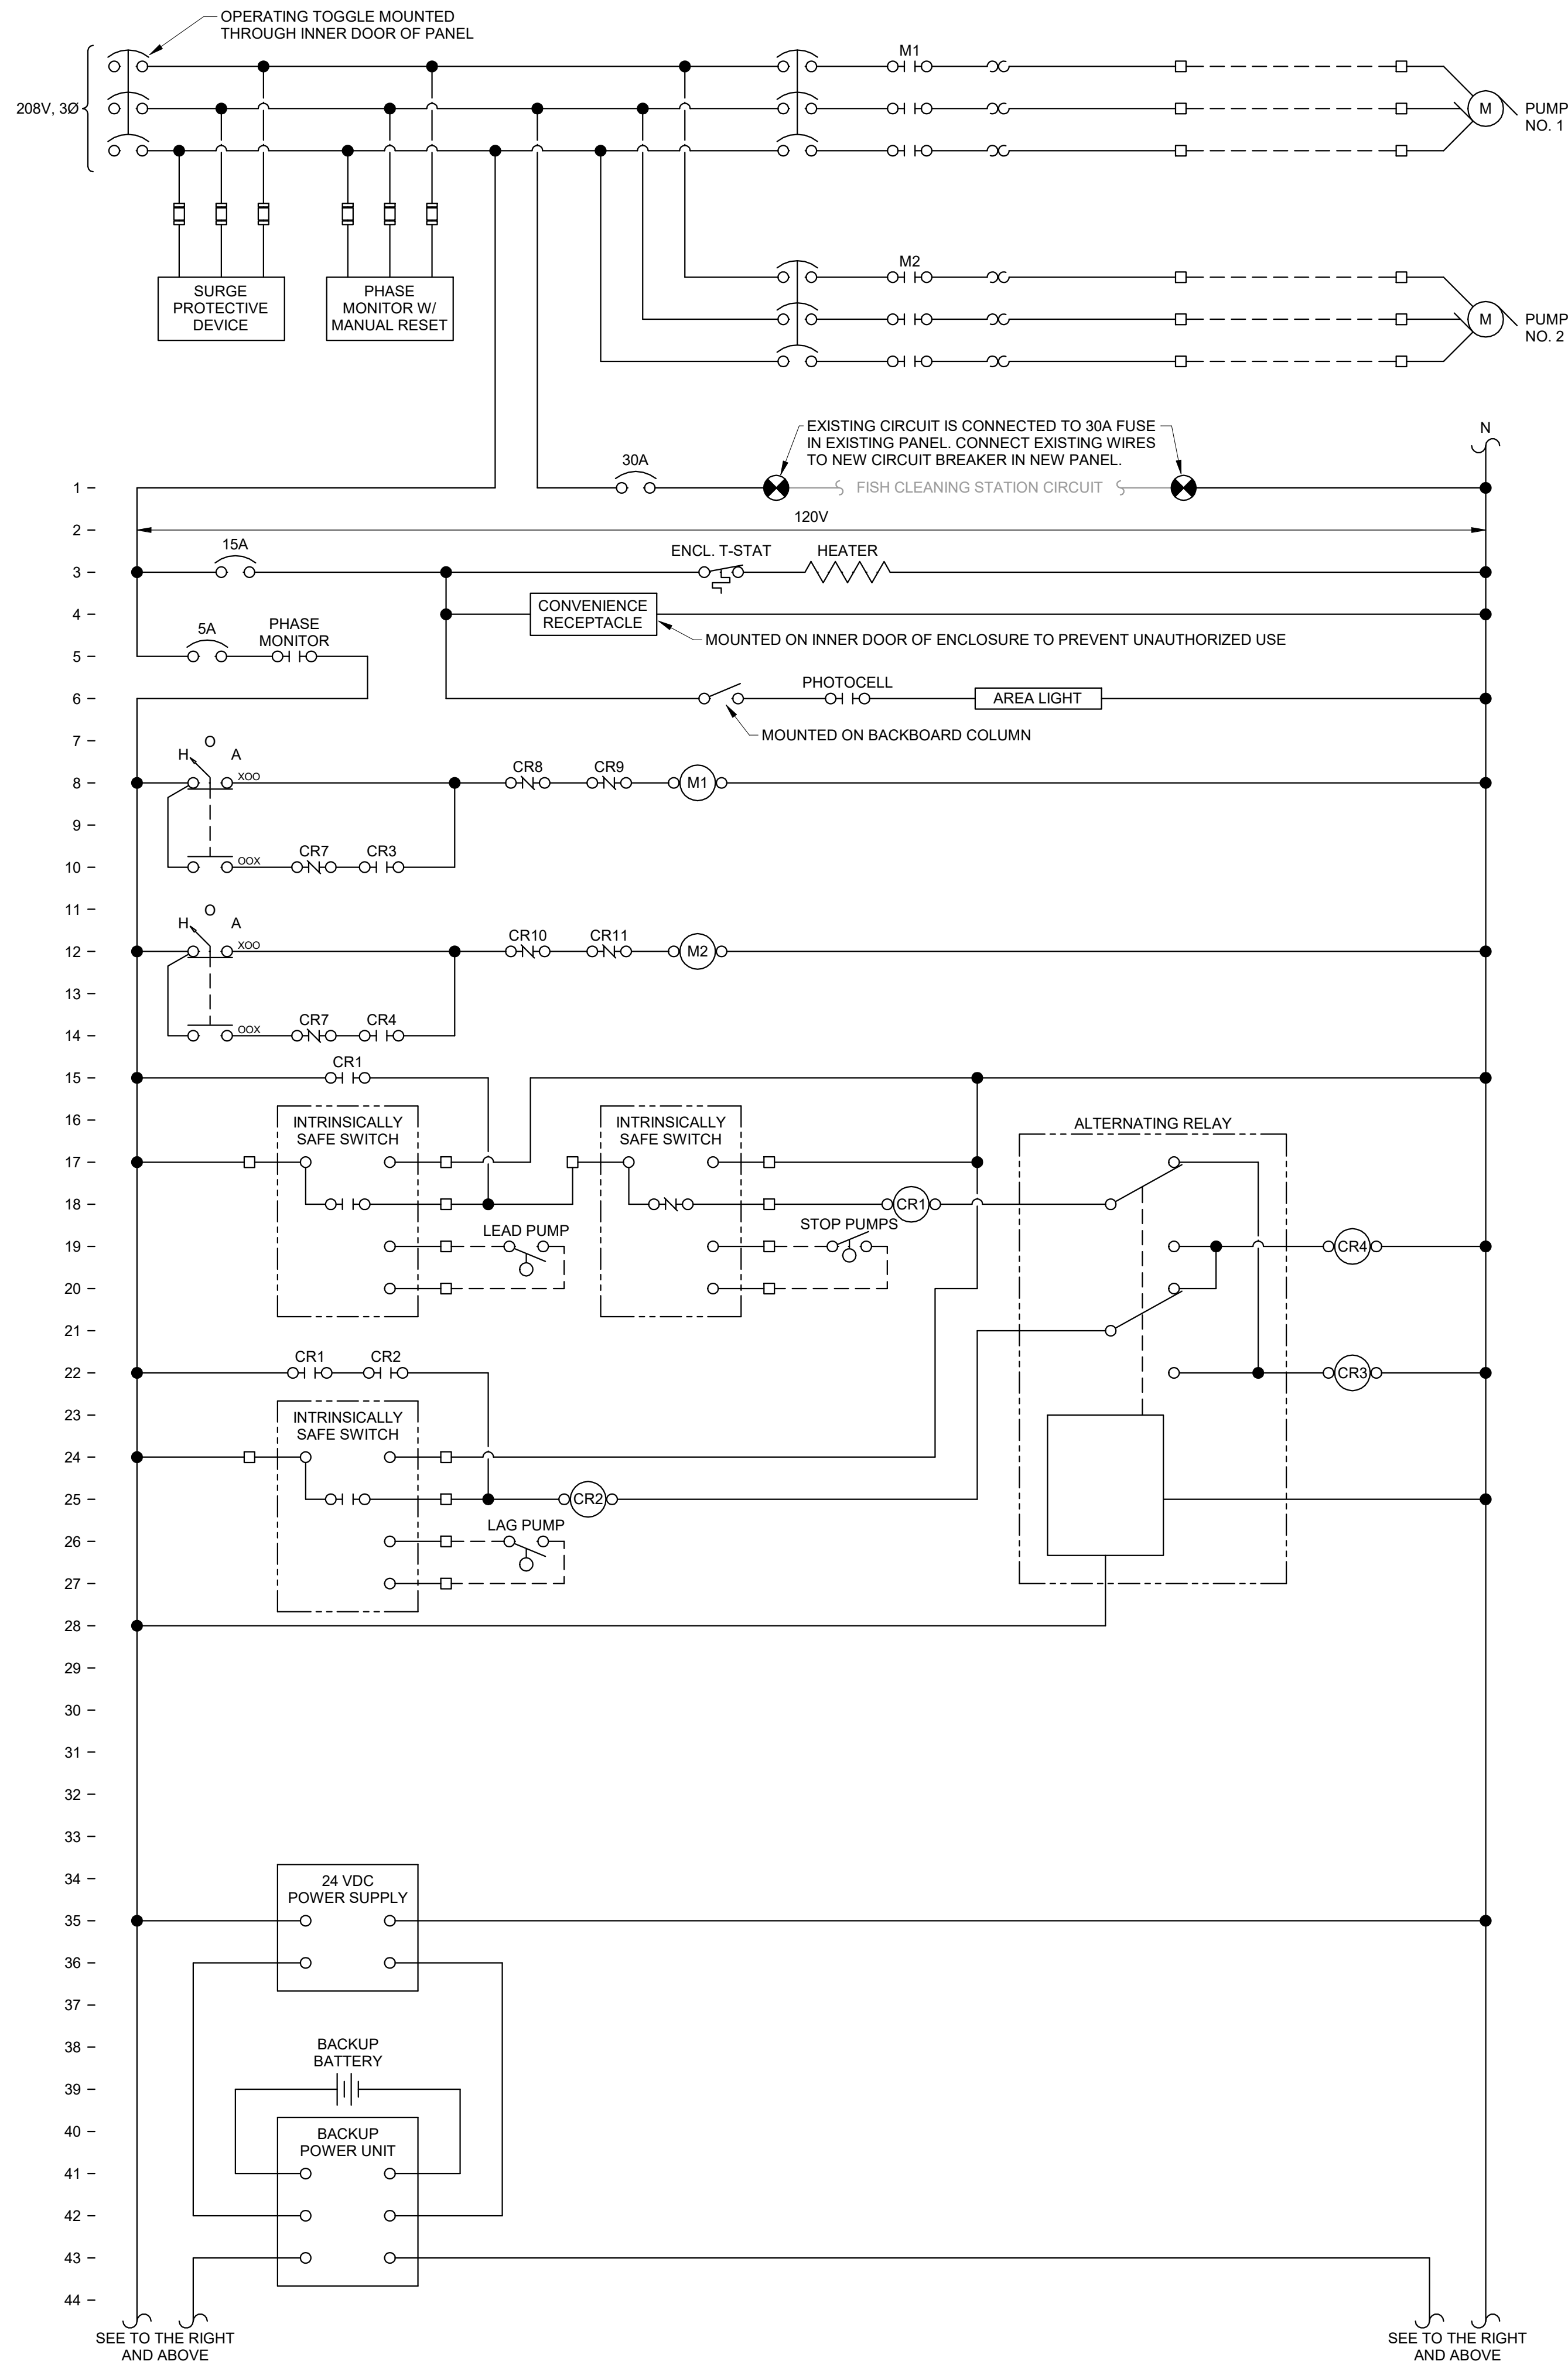 OPERATING TOGGLE MOUNTED
THROUGH INNER DOOR OF PANEL
M1
208V, 3Ø
M
PUMP
NO. 1
M2
SURGE
PROTECTIVE
DEVICE
PHASE
MONITOR W/
MANUAL RESET
M
PUMP
NO. 2
EXISTING CIRCUIT IS CONNECTED TO 30A FUSE
IN EXISTING PANEL. CONNECT EXISTING WIRES
TO NEW CIRCUIT BREAKER IN NEW PANEL.
N
30A
1
FISH CLEANING STATION CIRCUIT
120V
2
15A
ENCL. T-STAT
HEATER
3
CONVENIENCE
RECEPTACLE
4
5A
PHASE
MONITOR
MOUNTED ON INNER DOOR OF ENCLOSURE TO PREVENT UNAUTHORIZED USE
5
PHOTOCELL
6
AREA LIGHT
MOUNTED ON BACKBOARD COLUMN
7
H
O
A
XOO
CR8
CR9
8
M1
9
CR7
CR3
10
OOX
11
H
O
A
XOO
CR10
CR11
12
M2
13
CR7
CR4
14
OOX
CR1
15
16
INTRINSICALLY
SAFE SWITCH
INTRINSICALLY
SAFE SWITCH
ALTERNATING RELAY
17
18
CR1
LEAD PUMP
STOP PUMPS
19
CR4
20
21
CR1
CR2
22
CR3
23
INTRINSICALLY
SAFE SWITCH
24
25
CR2
LAG PUMP
26
27
28
29
30
31
32
33
34
24 VDC
POWER SUPPLY
35
36
37
38
BACKUP
BATTERY
39
40
BACKUP
POWER UNIT
41
42
43
44
SEE TO THE RIGHT
AND ABOVE
SEE TO THE RIGHT
AND ABOVE